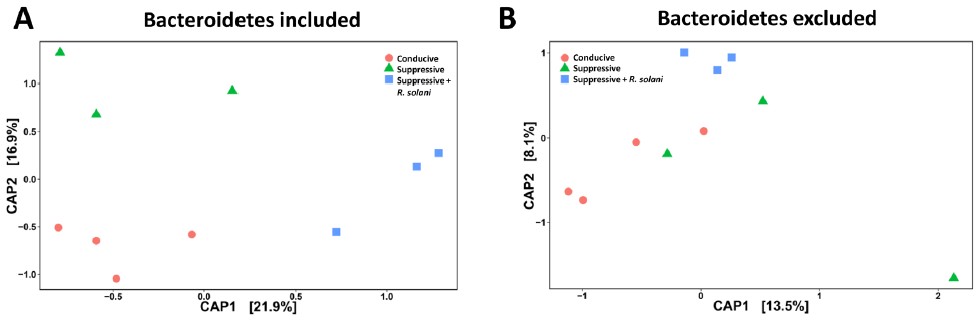 A
Bacteroidetes included
Conducive
Suppressive
Suppressive +
R. solani
1.0
0.5
0.0
−0.5
−1.0
CAP2 [16.9%]
−0.5
0.0
0.5
1.0
CAP1 [21.9%]
B
Bacteroidetes excluded
Conducive
Suppressive
Suppressive + R. solani
1
0
−1
CAP2 [8.1%]
−1
0
1
2
CAP1 [13.5%]